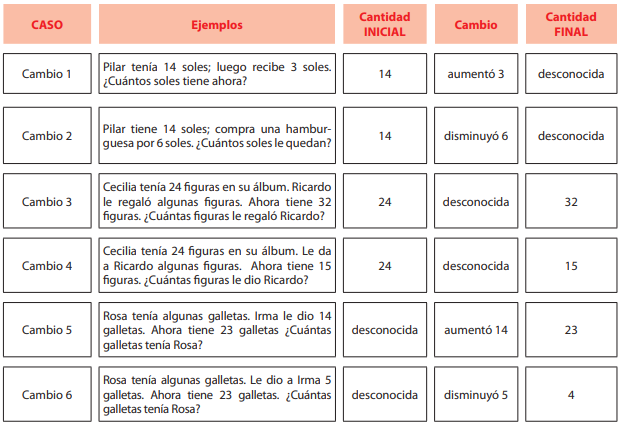 CASO
Ejemplos
Cantidad
INICIAL
Cambio
Cantidad
FINAL
Cambio 1
Pilar tenía 14 soles; luego recibe 3 soles.
¿Cuántos soles tiene ahora?
14
aumentó 3
desconocida
Cambio 2
Pilar tiene 14 soles; compra una hambur-
guesa por 6 soles. ¿Cuántos soles le quedan?
14
disminuyó 6
desconocida
Cambio 3
Cecilia tenía 24 figuras en su álbum. Ricardo
le regaló algunas figuras. Ahora tiene 32
figuras. ¿Cuántas figuras le regaló Ricardo?
24
desconocida
32
Cambio 4
Cecilia tenía 24 figuras en su álbum. Le da
a Ricardo algunas figuras. Ahora tiene 15
figuras. ¿Cuántas figuras le dio Ricardo?
24
desconocida
15
Cambio 5
Rosa tenía algunas galletas. Irma le dio 14
galletas. Ahora tiene 23 galletas ¿Cuántas
galletas tenía Rosa?
desconocida
aumentó 14
23
Cambio 6
Rosa tenía algunas galletas. Le dio a Irma 5
galletas. Ahora tiene 23 galletas. ¿Cuántas
galletas tenía Rosa?
desconocida
disminuyó 5
4